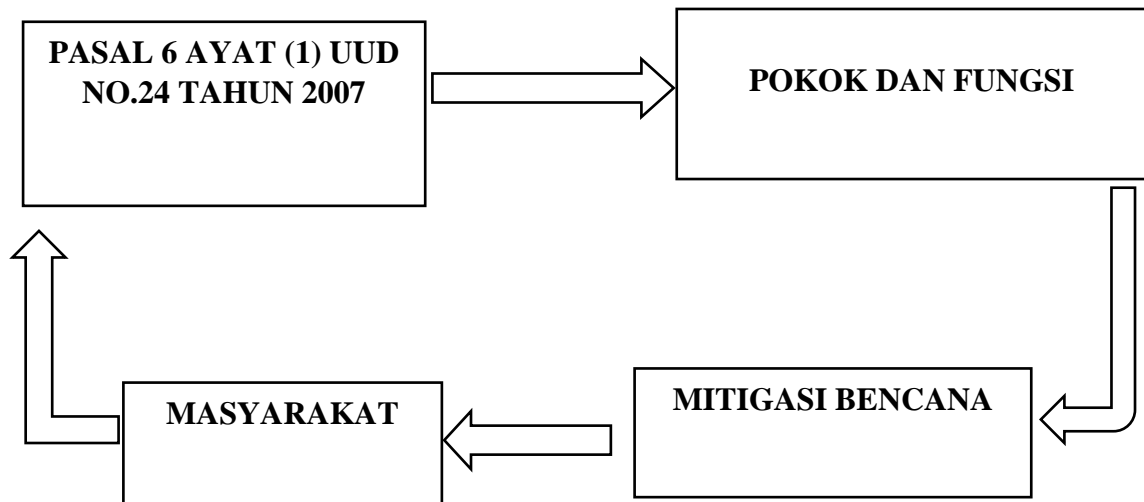 PASAL 6 AYAT (1) UUD
NO.24 TAHUN 2007
POKOK DAN FUNGSI
MITIGASI BENCANA
MASYARAKAT